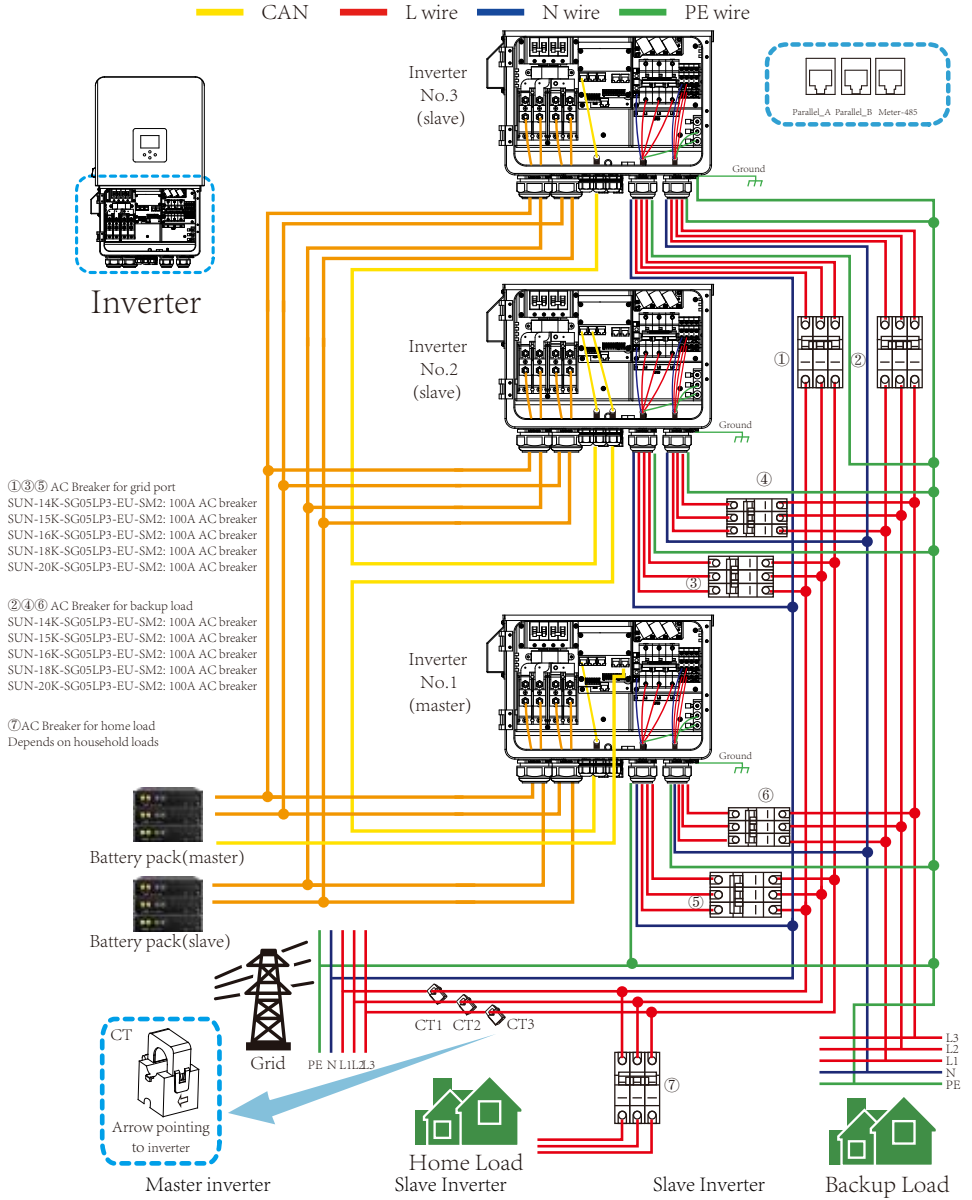 CAN L wire N wire PE wire
Inverter
No.3
(slave)
Parallel_A Parallel_B Meter-485
Ground
Inverter
Inverter
No.2
(slave)
①
②
Ground
①③⑤ AC Breaker for grid port
SUN-14K-SG05LP3-EU-SM2: 100A AC breaker
SUN-15K-SG05LP3-EU-SM2: 100A AC breaker
SUN-16K-SG05LP3-EU-SM2: 100A AC breaker
SUN-18K-SG05LP3-EU-SM2: 100A AC breaker
SUN-20K-SG05LP3-EU-SM2: 100A AC breaker
④
③
②④⑥ AC Breaker for backup load
SUN-14K-SG05LP3-EU-SM2: 100A AC breaker
SUN-15K-SG05LP3-EU-SM2: 100A AC breaker
SUN-16K-SG05LP3-EU-SM2: 100A AC breaker
SUN-18K-SG05LP3-EU-SM2: 100A AC breaker
SUN-20K-SG05LP3-EU-SM2: 100A AC breaker
Inverter
No.1
(master)
⑦AC Breaker for home load
Depends on household loads
Ground
⑥
Battery pack(master)
⑤
Battery pack(slave)
CT1 CT2 CT3
CT
Grid
PE N L1 L2 L3
⑦
L3
L2
L1
N
PE
Arrow pointing
to inverter
Home Load
Backup Load
Master inverter Slave Inverter Slave Inverter